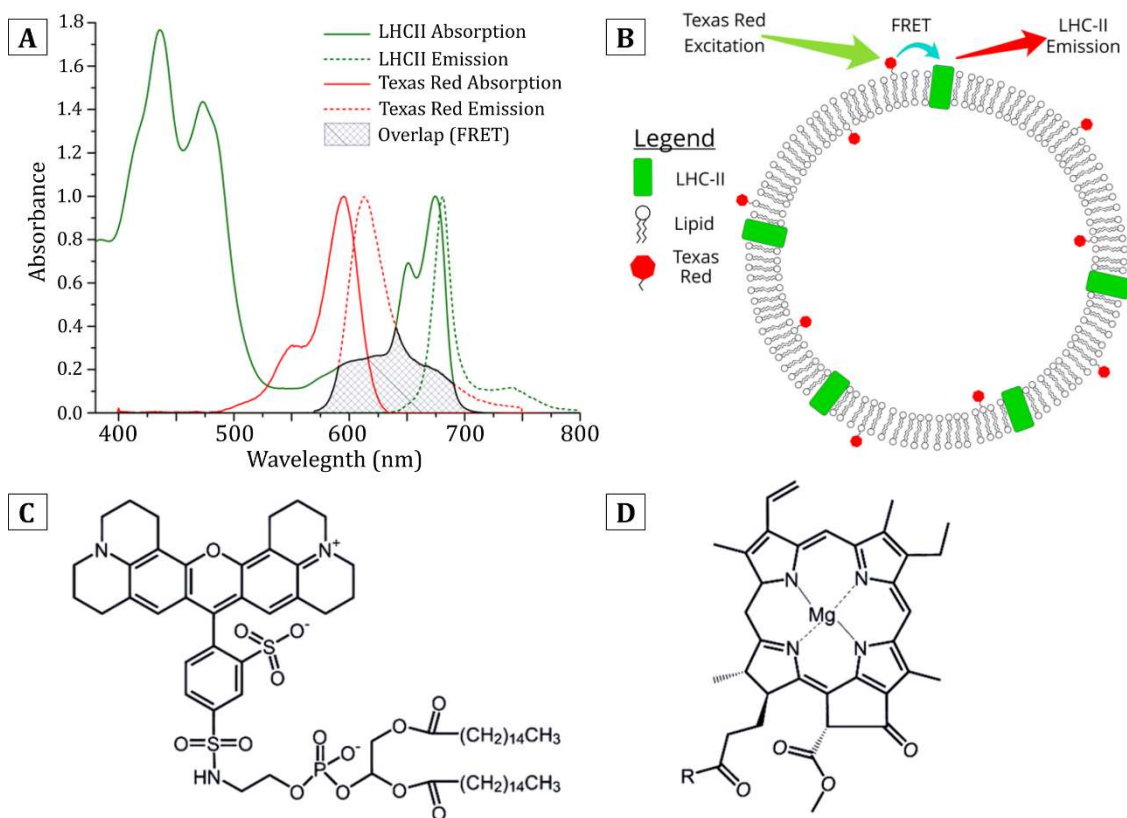 A
1.8
1.6
1.4
1.2
1.0
0.8
0.6
0.4
0.2
0.0
Absorbance
400 500 600 700 800
Wavelegnth (nm)
LHCII Absorption
LHCII Emission
Texas Red Absorption
Texas Red Emission
Overlap (FRET)
B
Texas Red
Excitation
FRET
LHC-II
Emission
Legend
LHC-II
Lipid
Texas
Red
C
N O N+
O O-
S
O
O S O
HN
O P O
O-
O
O
O
(CH2)14CH3
O
O
(CH2)14CH3
D
N N
Mg
N N
R
O
O
O
O